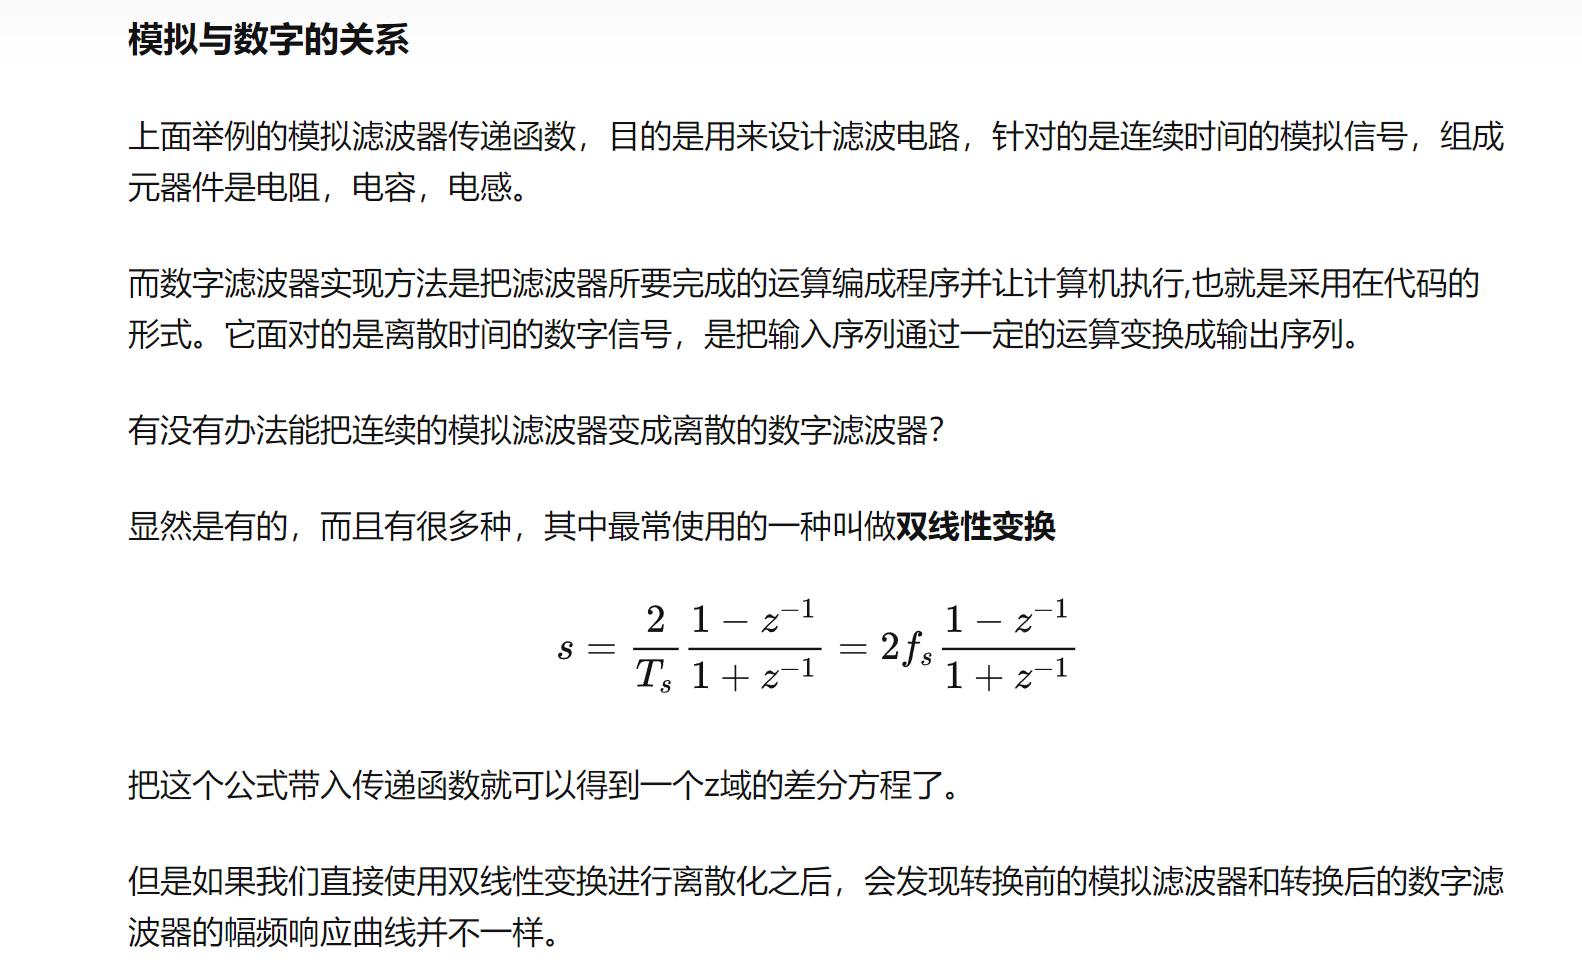 模拟与数字的关系
上面举例的模拟滤波器传递函数，目的是用来设计滤波电路，针对的是连续时间的模拟信号，组成
元器件是电阻，电容，电感。
而数字滤波器实现方法是把滤波器所要完成的运算编成程序并让计算机执行,也就是采用在代码的
形式。它面对的是离散时间的数字信号，是把输入序列通过一定的运算变换成输出序列。
有没有办法能把连续的模拟滤波器变成离散的数字滤波器？
显然是有的，而且有很多种，其中最常使用的一种叫做双线性变换
s = \frac{2}{T_s} \frac{1 - z^{-1}}{1 + z^{-1}} = 2f_s \frac{1 - z^{-1}}{1 + z^{-1}}
把这个公式带入传递函数就可以得到一个z域的差分方程了。
但是如果我们直接使用双线性变换进行离散化之后，会发现转换前的模拟滤波器和转换后的数字滤
波器的幅频响应曲线并不一样。